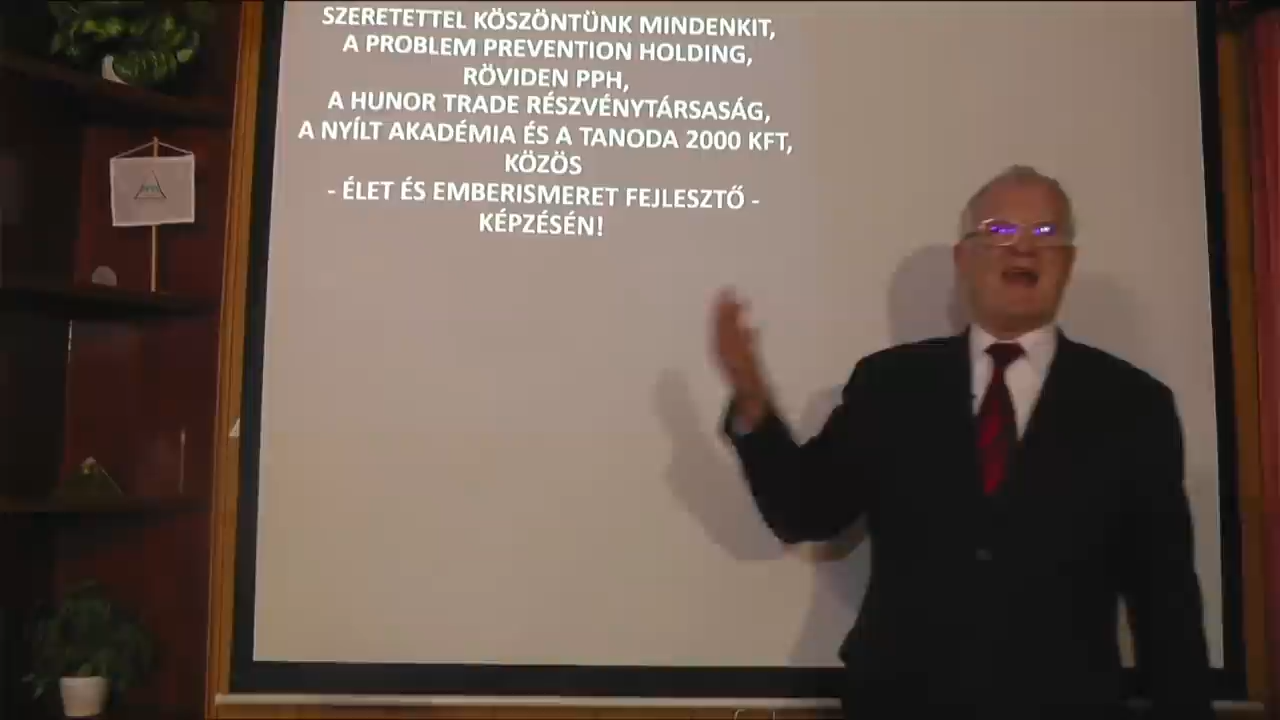 SZERETETTEL KÖSZÖNTÜNK MINDENKIT,
A PROBLEM PREVENTION HOLDING,
RÖVIDEN PPH,
A HUNOR TRADE RÉSZVÉNYTÁRSASÁG,
A NYÍLT AKADÉMIA ÉS A TANODA 2000 KFT,
KÖZÖS
- ÉLET ÉS EMBERISMERET FEJLESZTŐ -
KÉPZÉSÉN!